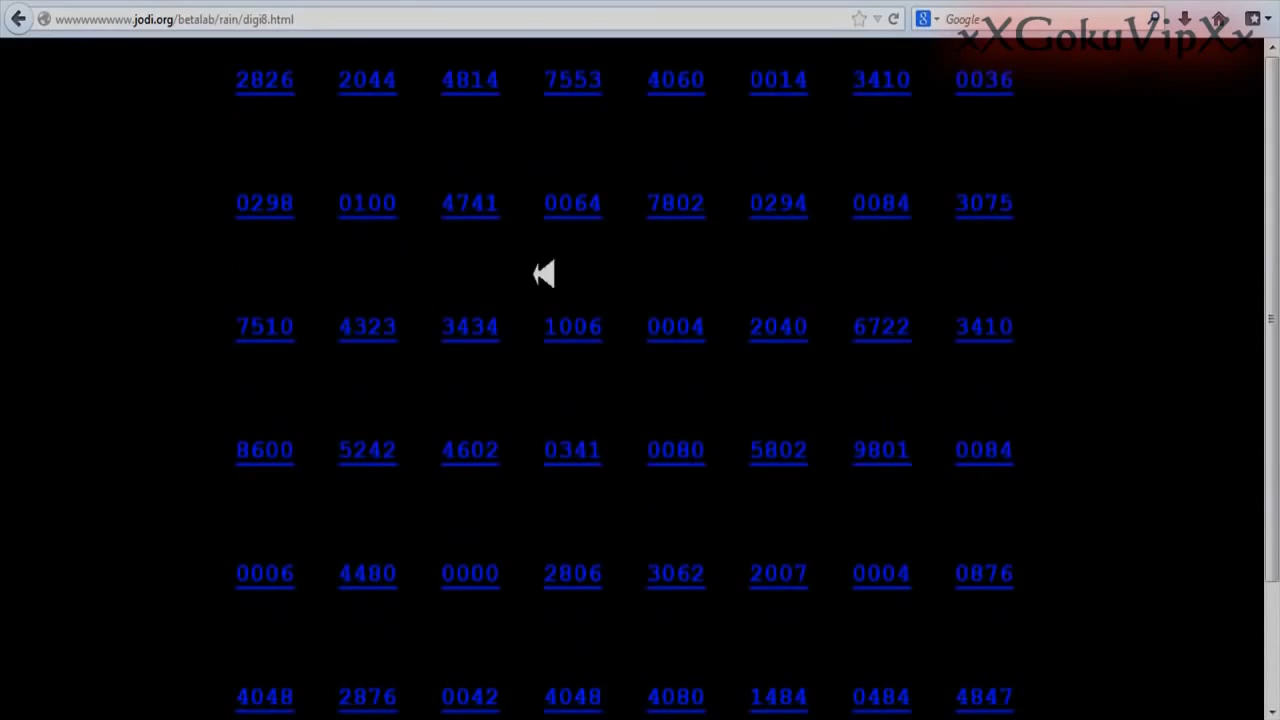 wwwwwwwww.jodi.org/betalab/rain/digi8.html
Google
xXGokuVipXx
2826 2044 4814 7553 4060 0014 3410 0036
0298 0100 4741 0064 7802 0294 0084 3075
7510 4323 3434 1006 0004 2040 6722 3410
8600 5242 4602 0341 0080 5802 9801 0084
0006 4480 0000 2806 3062 2007 0004 0876
4048 2876 0042 4048 4080 1484 0484 4847